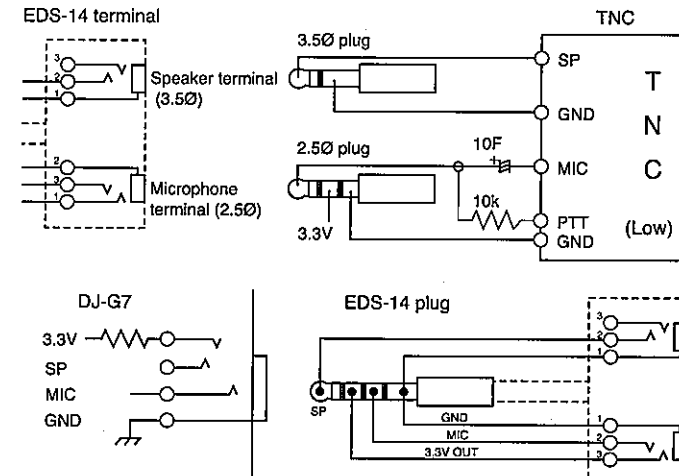 EDS-14 terminal
3
2
1
Speaker terminal
(3.5Ø)
2
3
1
Microphone
terminal (2.5Ø)
3.5Ø plug
2.5Ø plug
3.3V
10F
+
10k
TNC
SP
GND
MIC
PTT
GND
T
N
C
(Low)
DJ-G7
3.3V
SP
MIC
GND
EDS-14 plug
SP
GND
MIC
3.3V OUT
3
2
1
1
2
3